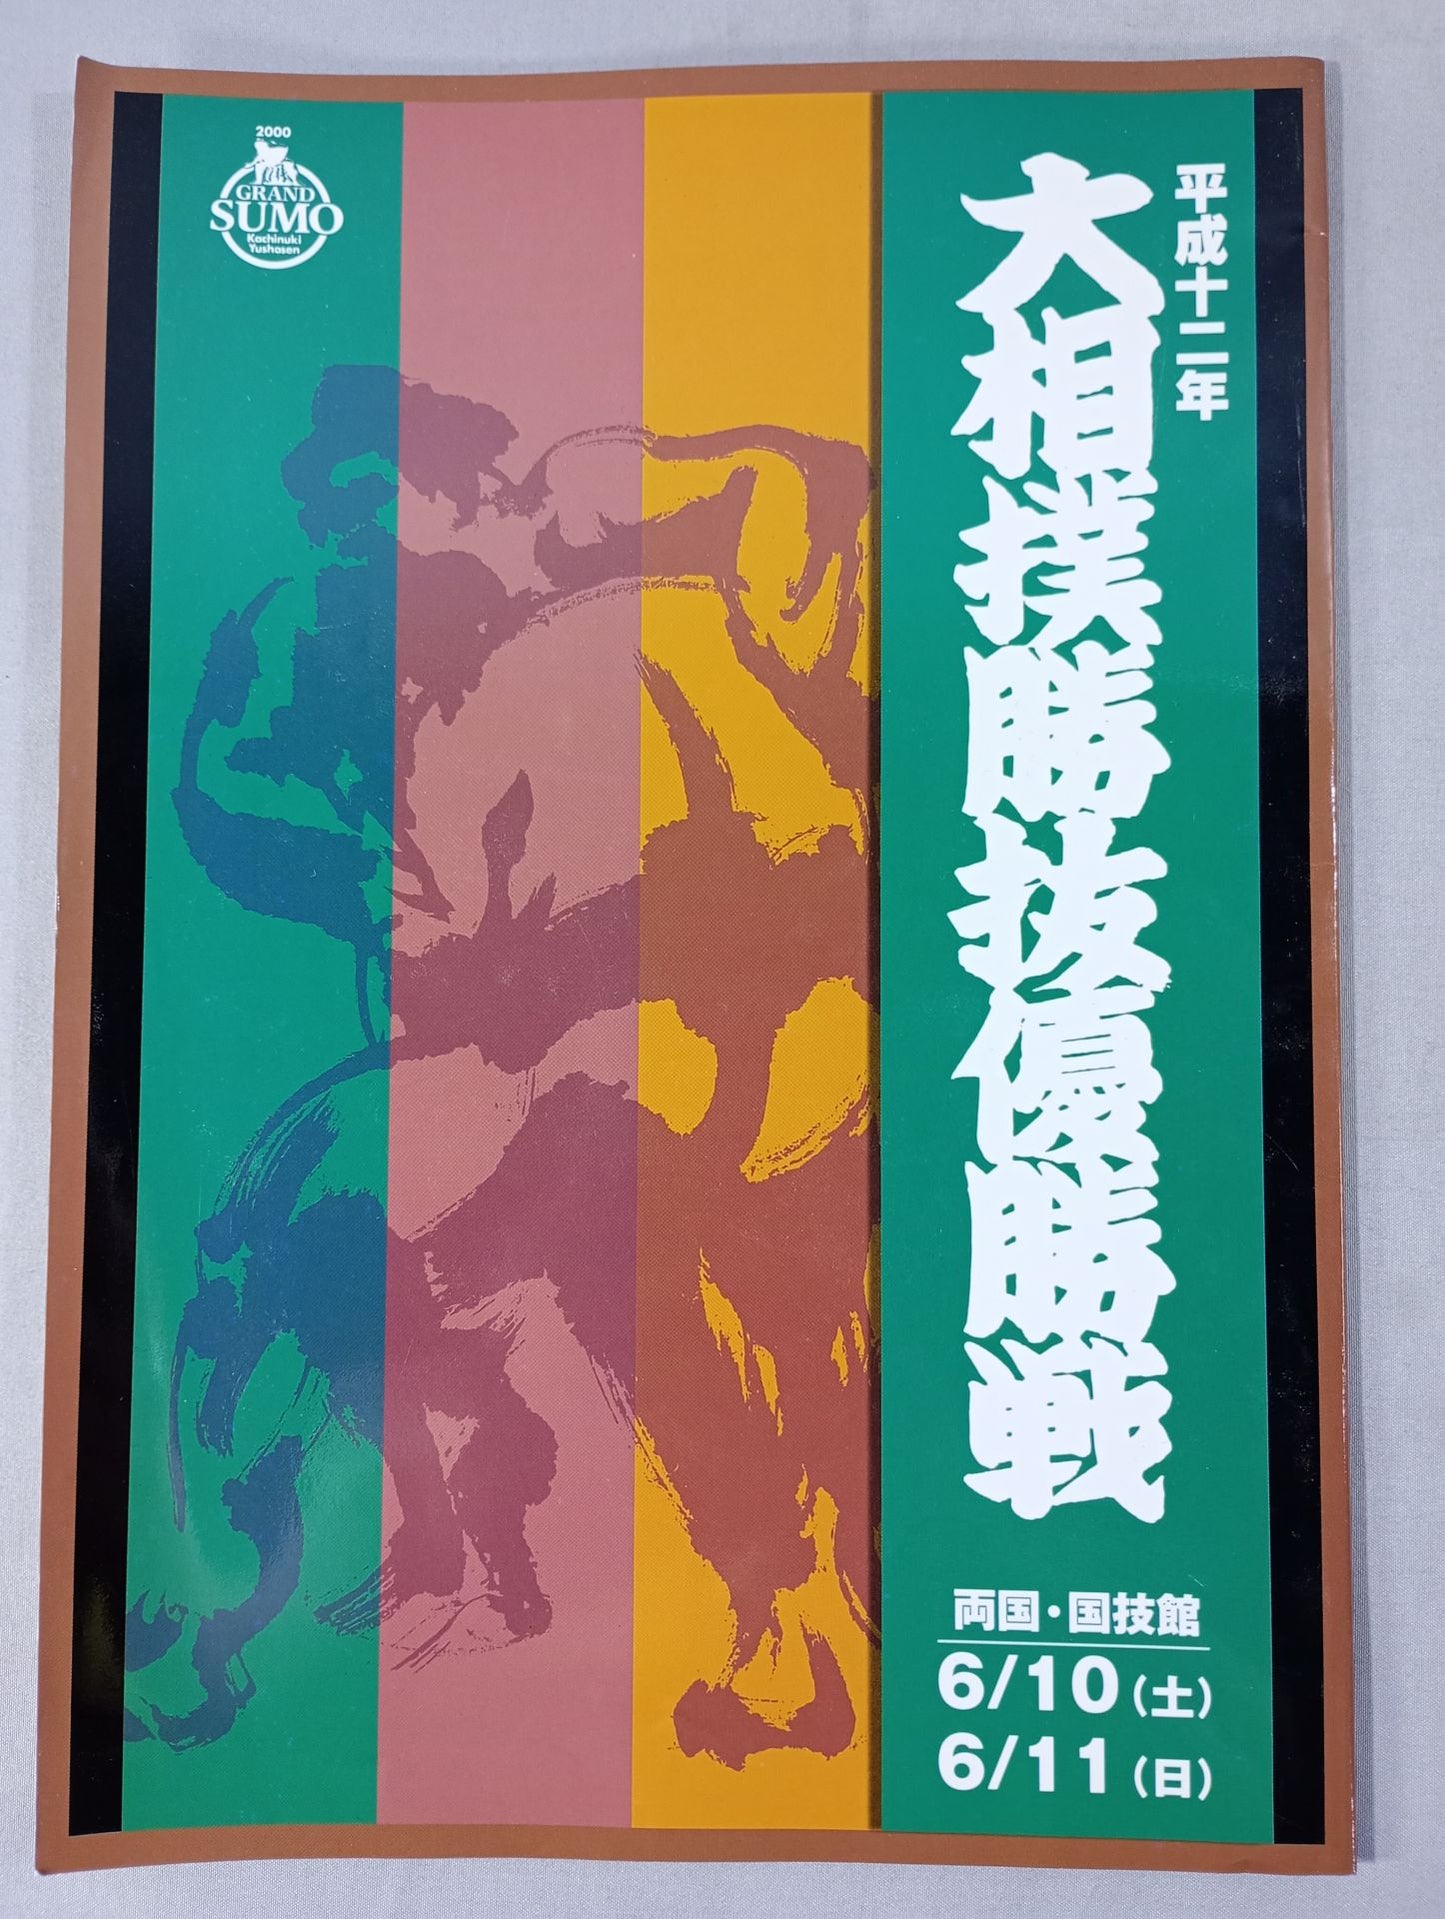 平成十二年
大相撲勝抜優勝戦
2000
GRAND
SUMO
Kachinuki
Yushosen
両国・国技館
6/10(土)
6/11(日)